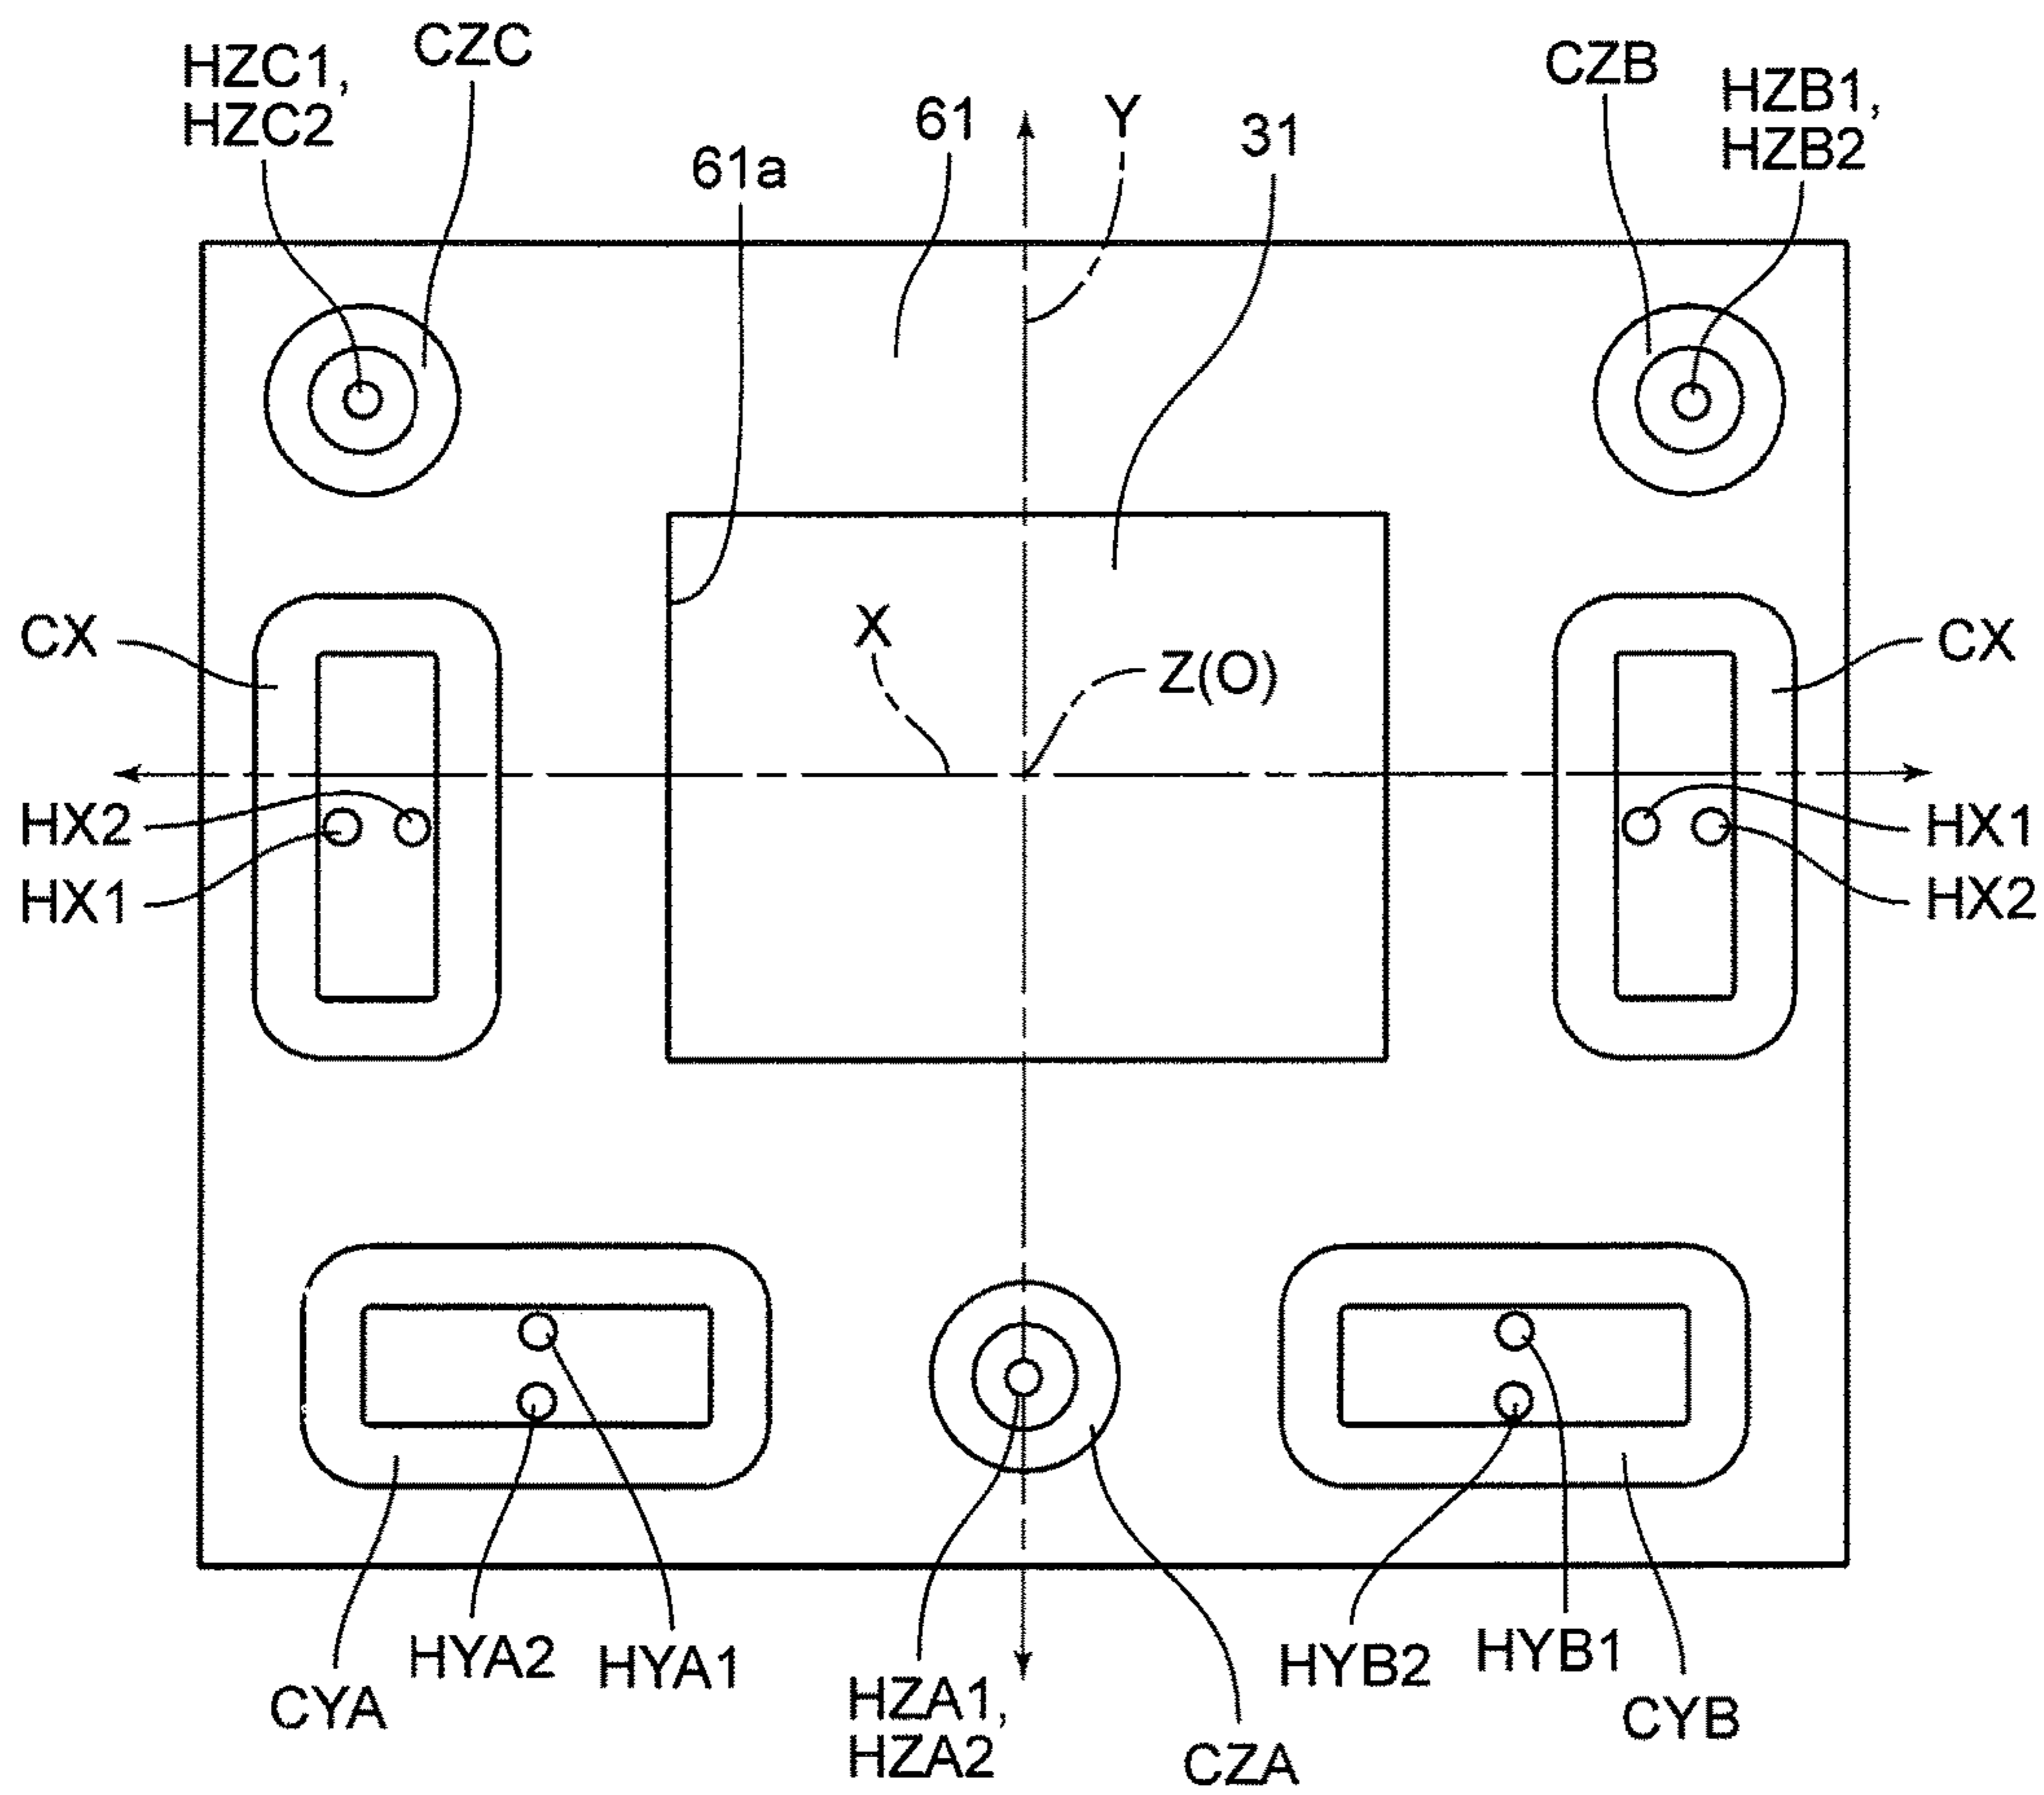 HZC1,
HZC2
CZC
61a
61
Y
31
CZB
HZB1,
HZB2
CX
X
Z(O)
CX
HX2
HX1
HX1
HX2
CYA
HYA2
HYA1
HZA1,
HZA2
CZA
HYB2
HYB1
CYB